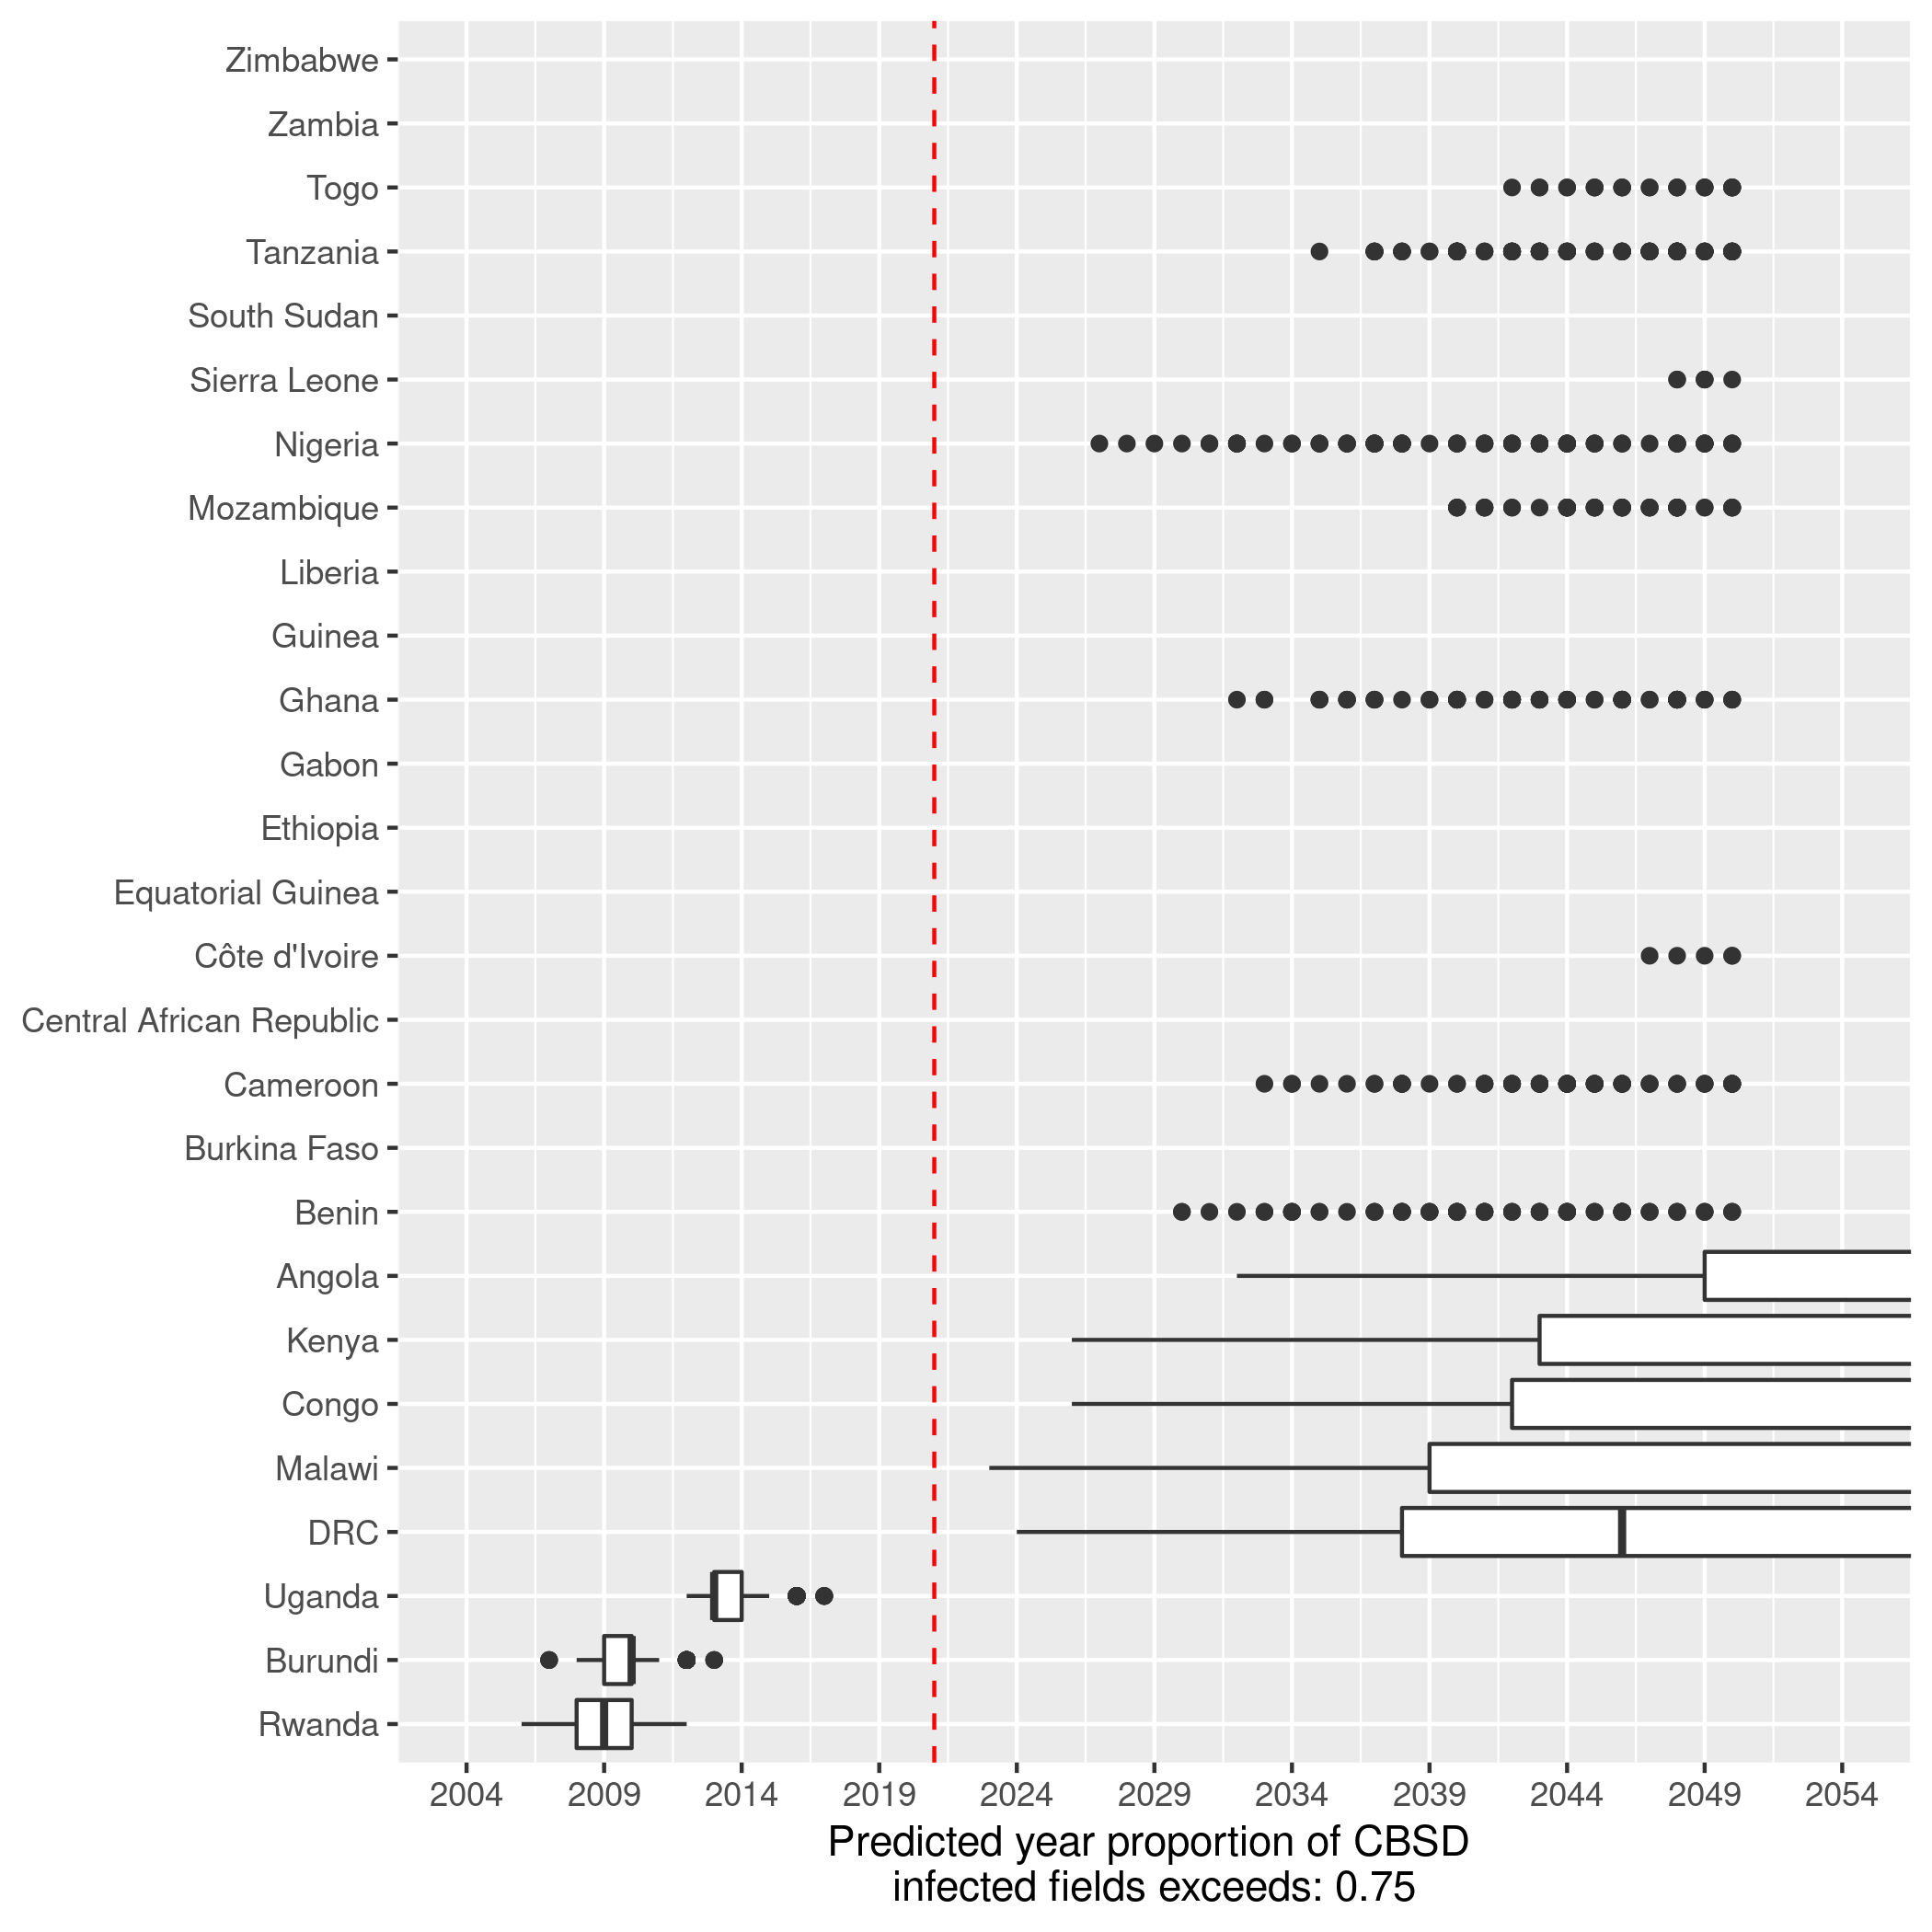 Zimbabwe
Zambia
Togo
Tanzania
South Sudan
Sierra Leone
Nigeria
Mozambique
Liberia
Guinea
Ghana
Gabon
Ethiopia
Equatorial Guinea
Côte d'Ivoire
Central African Republic
Cameroon
Burkina Faso
Benin
Angola
Kenya
Congo
Malawi
DRC
Uganda
Burundi
Rwanda
2004 2009 2014 2019 2024 2029 2034 2039 2044 2049 2054
Predicted year proportion of CBSD
infected fields exceeds: 0.75